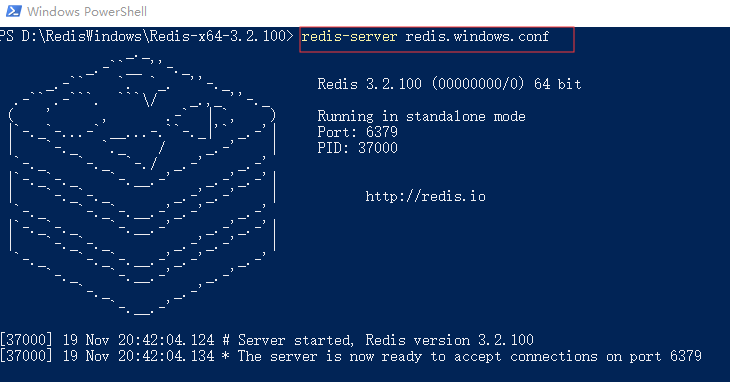 Windows PowerShell
PS D:\RedisWindows\Redis-x64-3.2.100> redis-server redis.windows.conf
Redis 3.2.100 (00000000/0) 64 bit
Running in standalone mode
Port: 6379
PID: 37000
http://redis.io
[37000] 19 Nov 20:42:04.124 # Server started, Redis version 3.2.100
[37000] 19 Nov 20:42:04.134 * The server is now ready to accept connections on port 6379